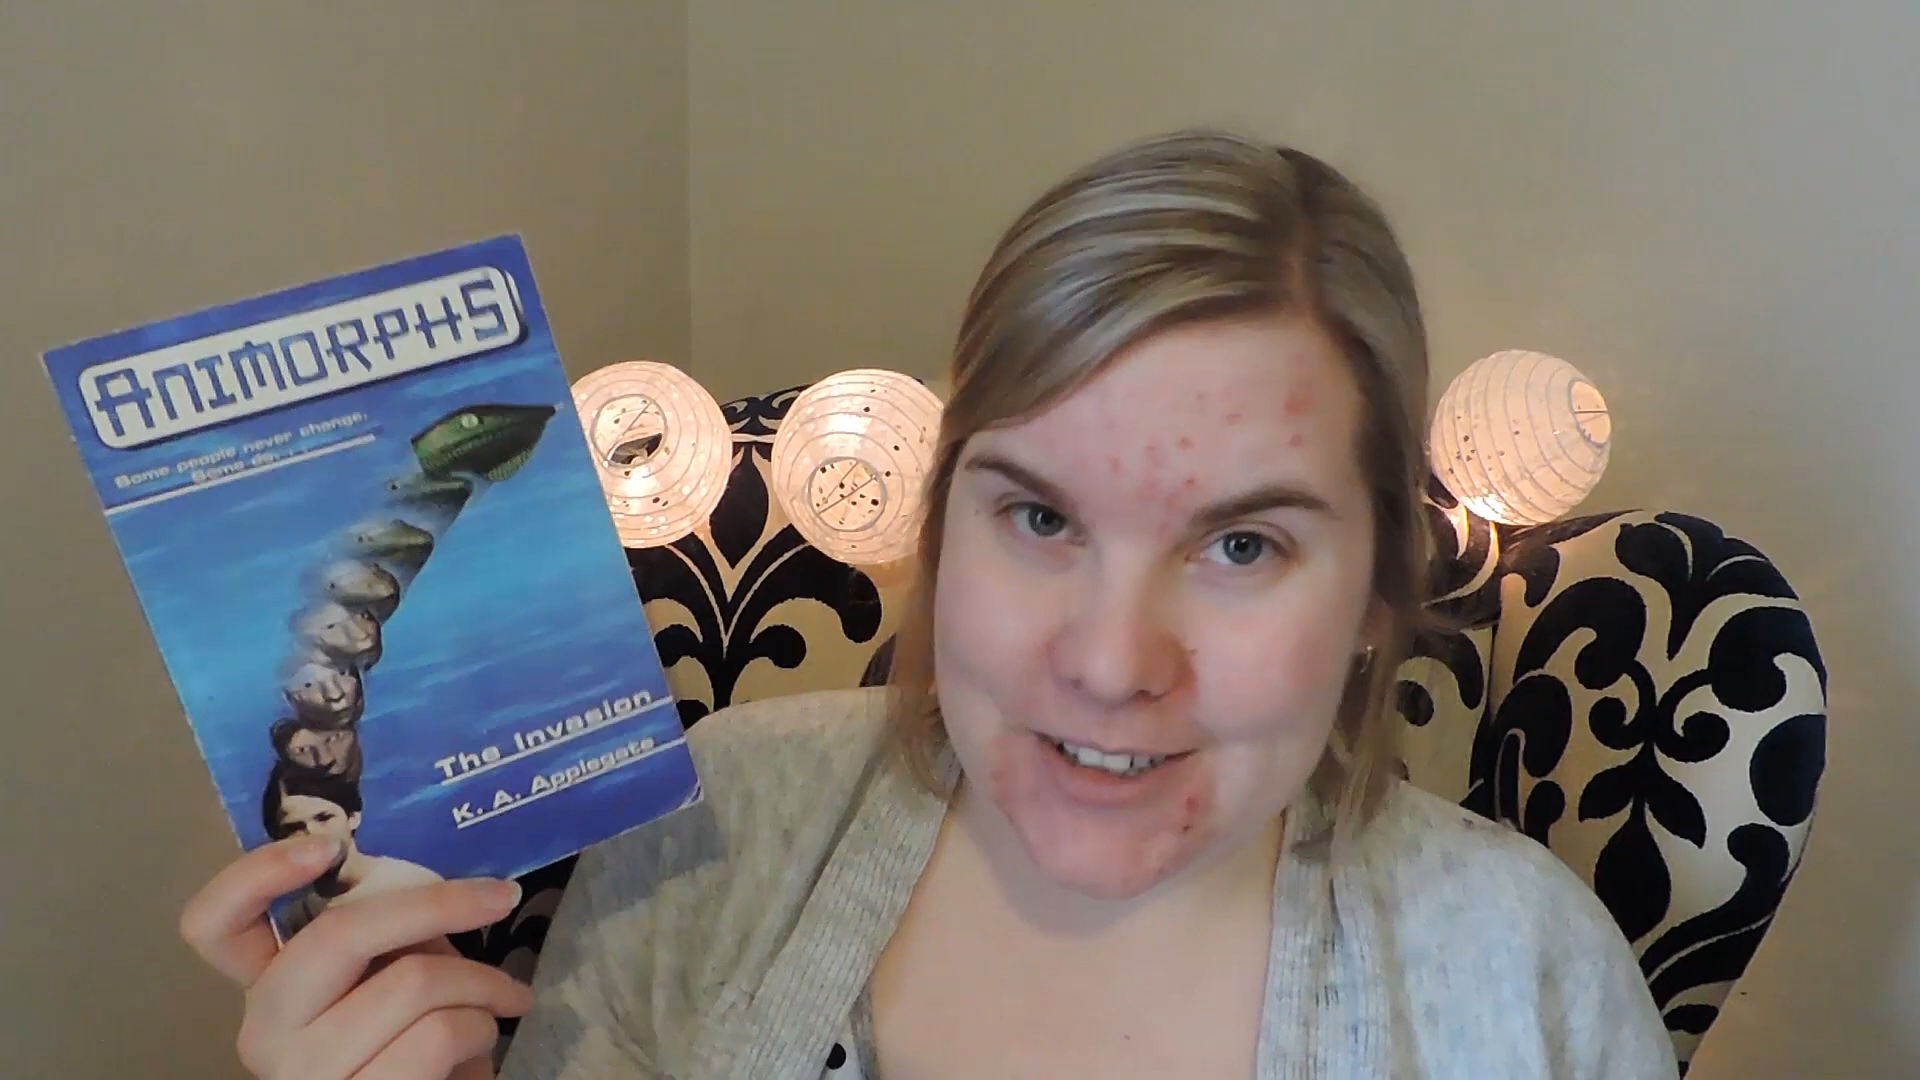 ANIMORPHS
Some people never change.
Some do. . .
The Invasion
K. A. Applegate